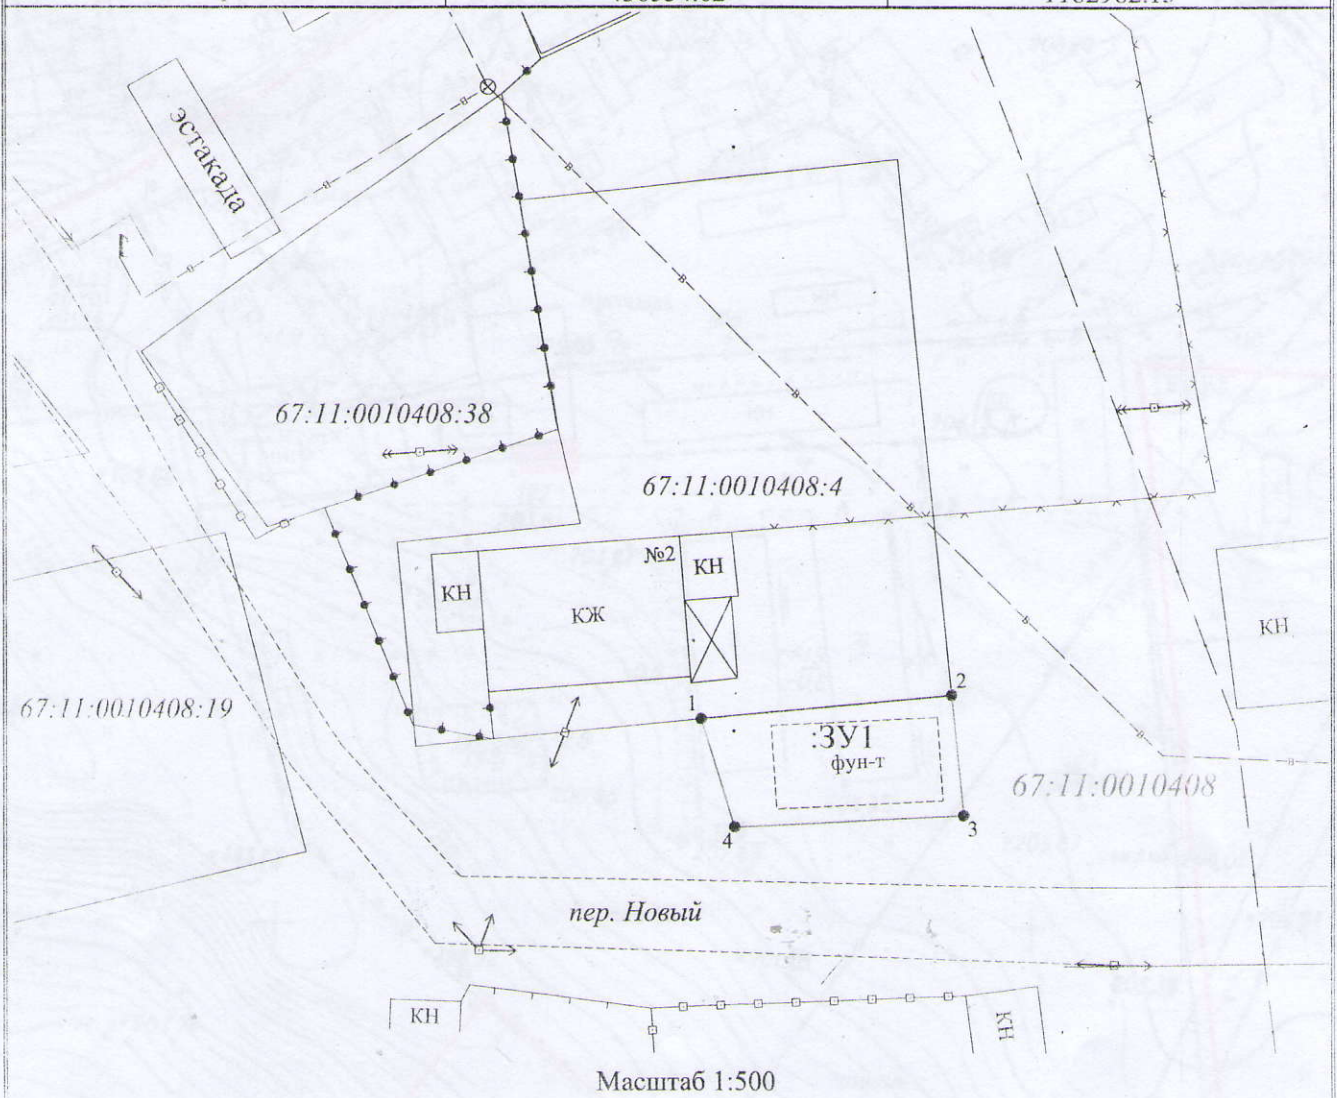 эстакада
67:11:0010408:38
67:11:0010408:4
№2
КН
КН
КЖ
КН
67:11:0010408:19
1
2
:ЗУ1
фун-т
67:11:0010408
3
4
пер. Новый
КН
КН
Масштаб 1:500